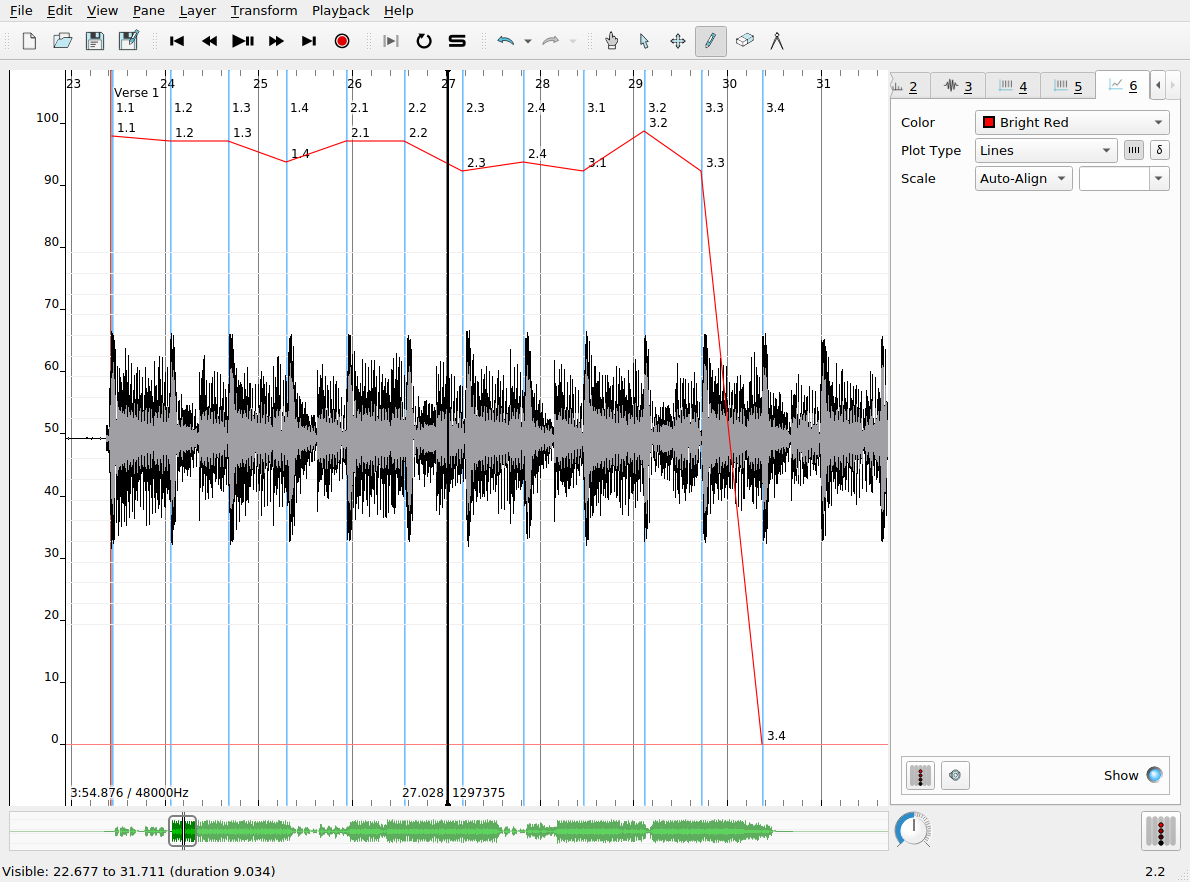 File Edit View Pane Layer Transform Playback Help
23 24 25 26 27 28 29 30 31
2 3 4 5 6
Verse 1
1.1 1.2 1.3 1.4 2.1 2.2 2.3 2.4 3.1 3.2 3.3 3.4
1.1 1.2 1.3 1.4 2.1 2.2 2.3 2.4 3.1 3.2 3.3
Color Bright Red
Plot Type Lines δ
Scale Auto-Align
100
90
80
70
60
50
40
30
20
10
0
3.4
Show
3:54.876 / 48000Hz 27.028 1297375
Visible: 22.677 to 31.711 (duration 9.034) 2.2